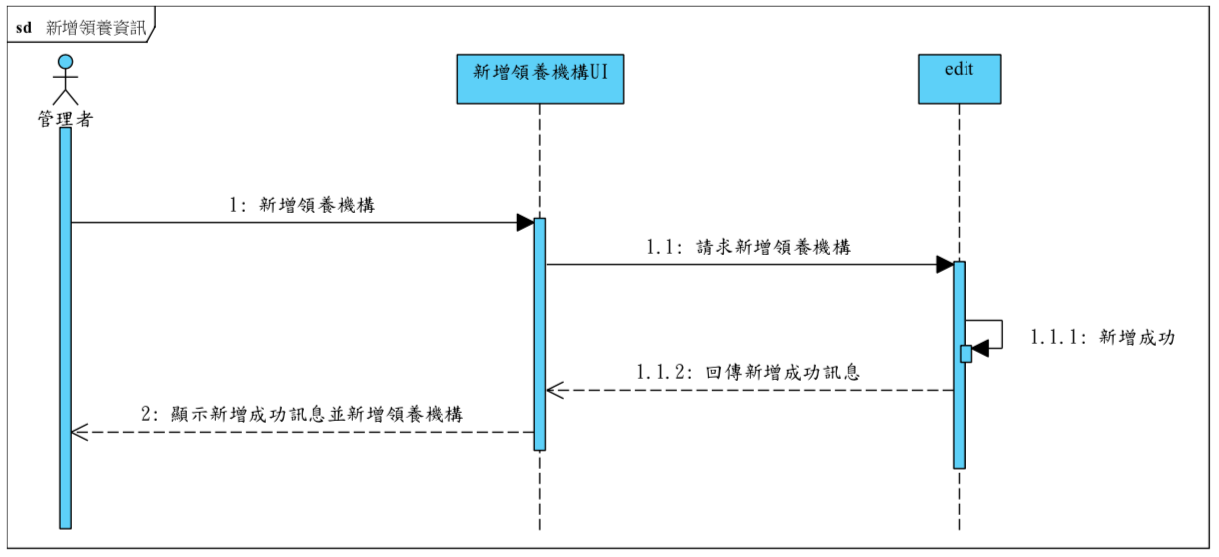 sd 新增領養資訊
管理者
新增領養機構UI
edit
1: 新增領養機構
1.1: 請求新增領養機構
1.1.1: 新增成功
1.1.2: 回傳新增成功訊息
2: 顯示新增成功訊息並新增領養機構